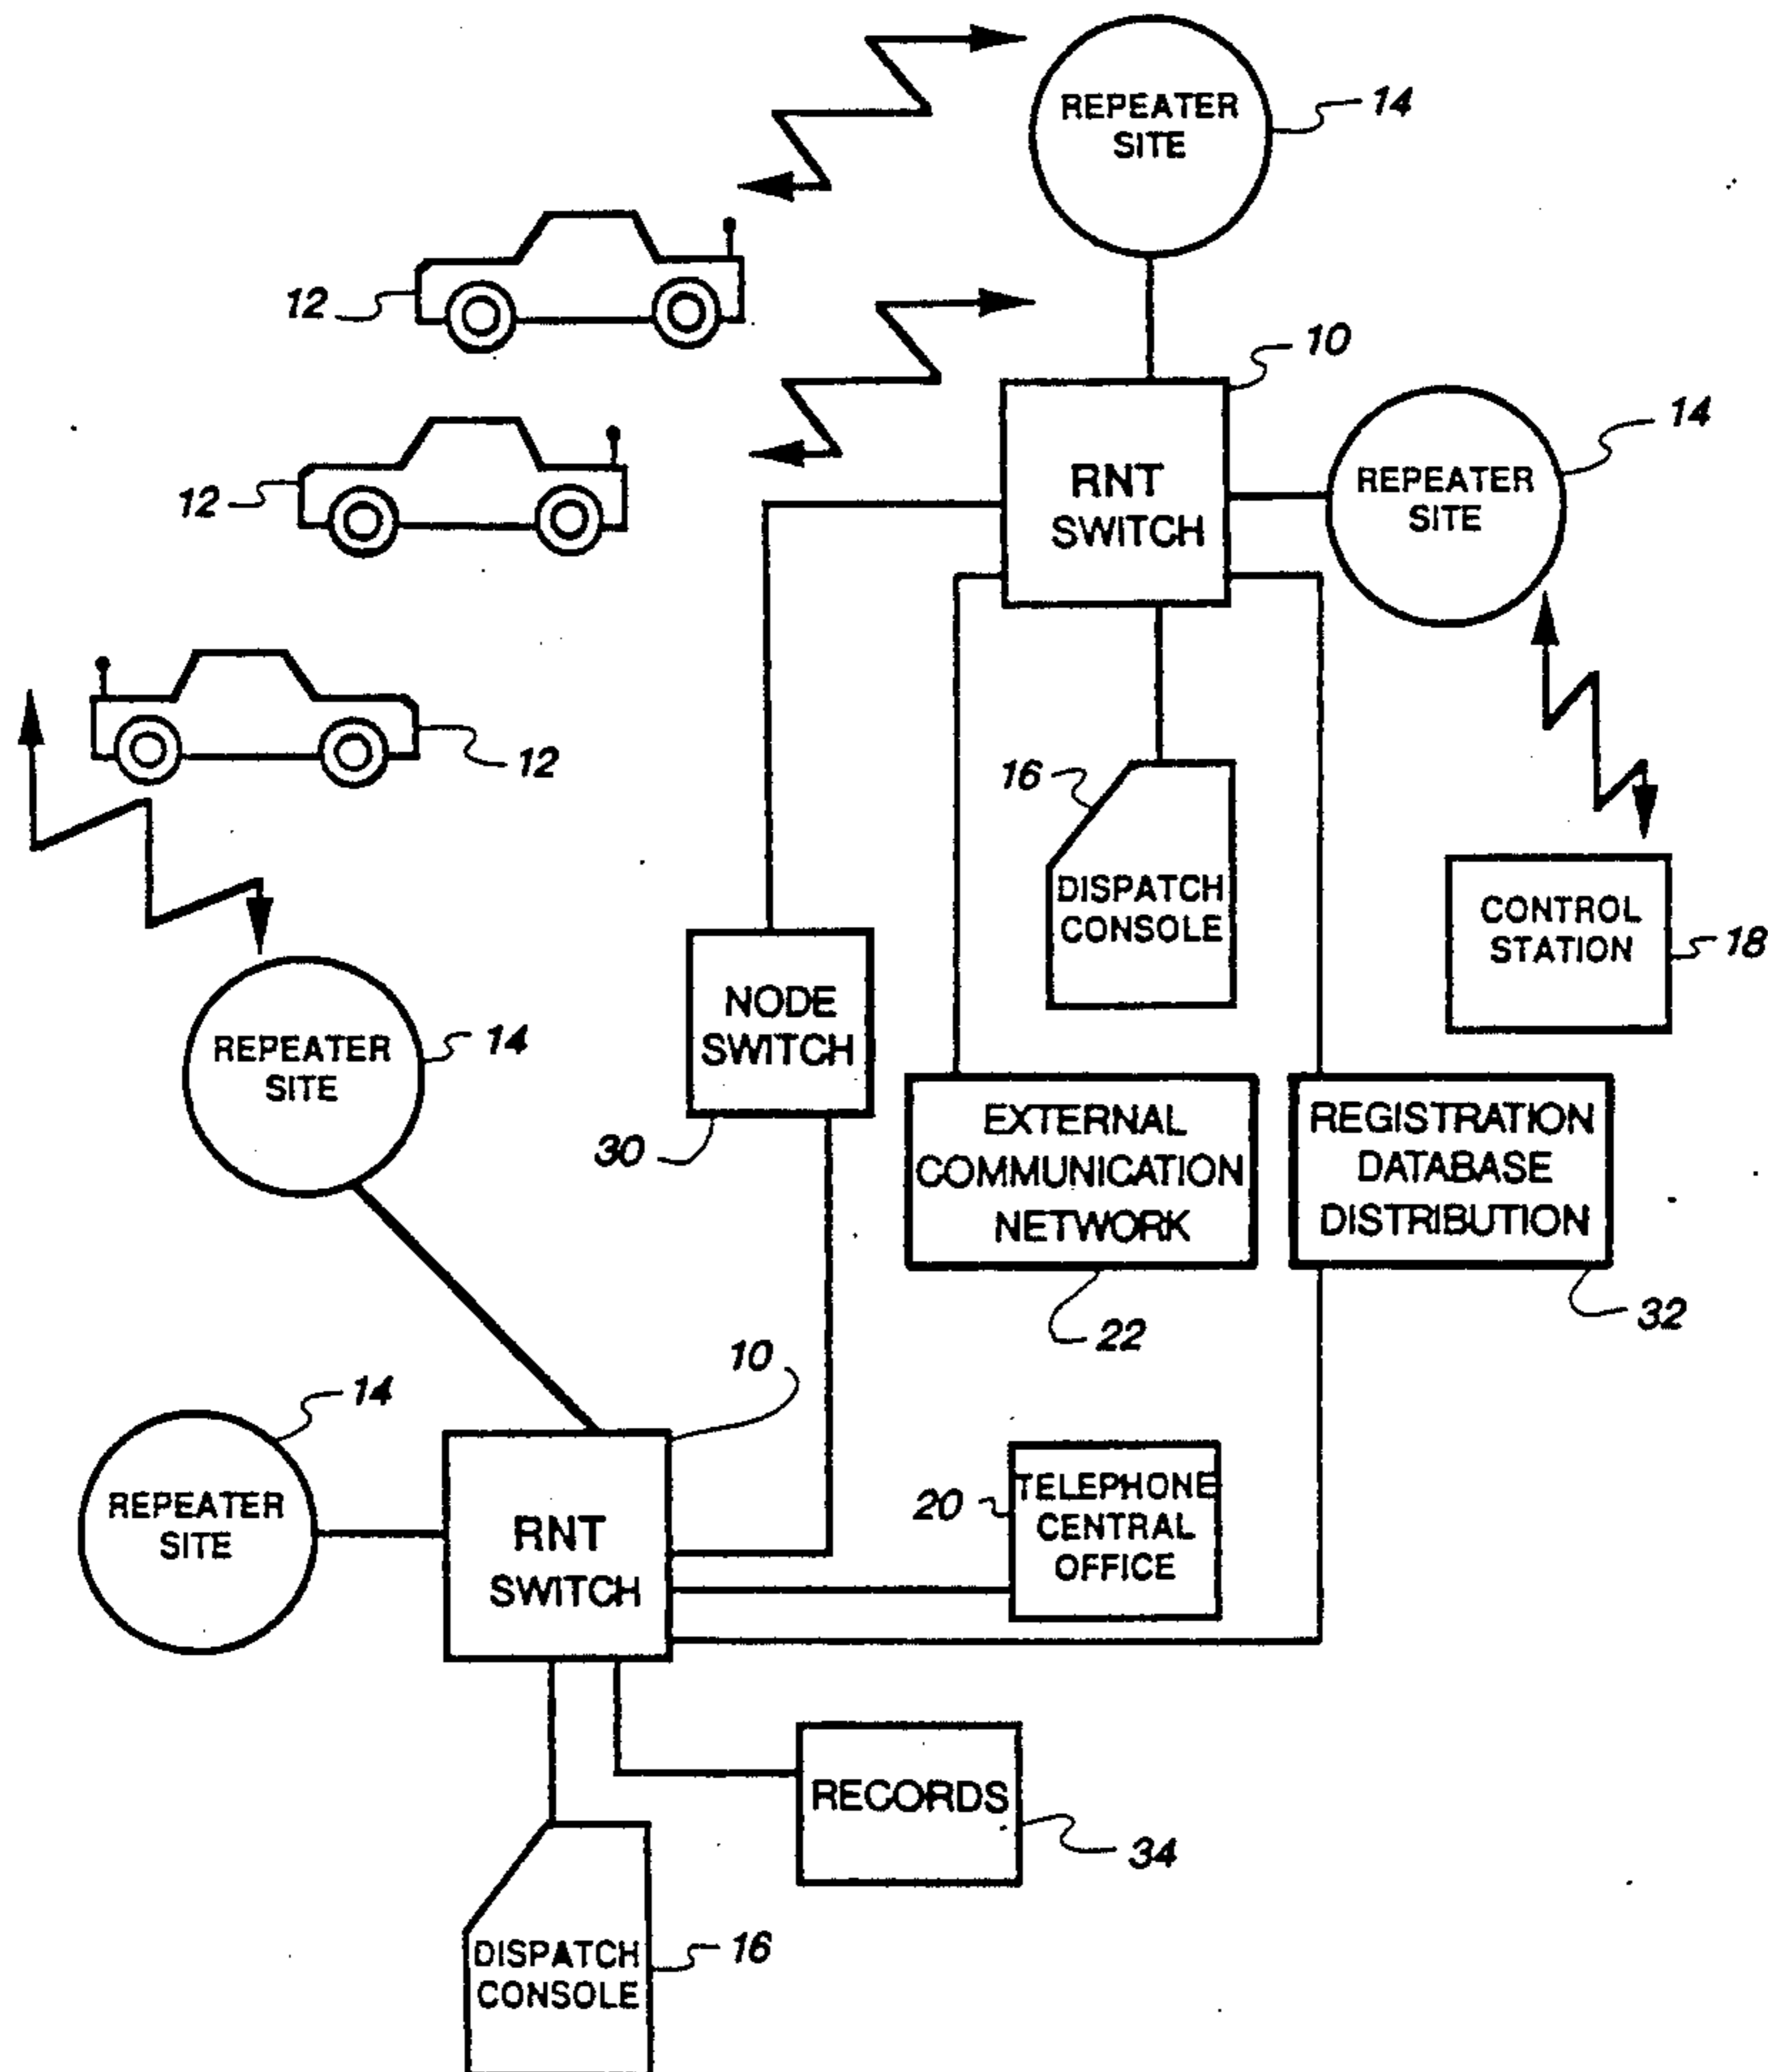 REPEATER
SITE
14
12
10
RNT
SWITCH
REPEATER
SITE
14
12
12
16
DISPATCH
CONSOLE
CONTROL
STATION
18
REPEATER
SITE
14
NODE
SWITCH
30
EXTERNAL
COMMUNICATION
NETWORK
22
REGISTRATION
DATABASE
DISTRIBUTION
32
10
14
REPEATER
SITE
RNT
SWITCH
20
TELEPHONE
CENTRAL
OFFICE
RECORDS
34
DISPATCH
CONSOLE
16